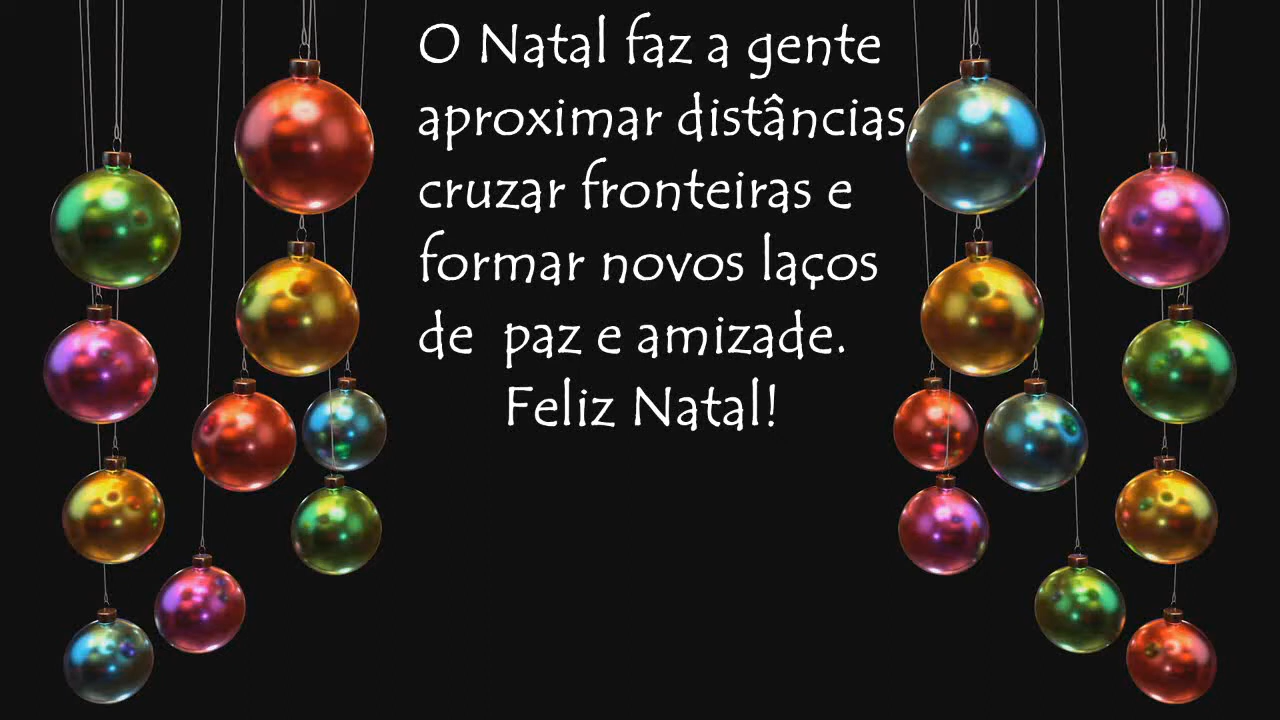 O Natal faz a gente
aproximar distâncias,
cruzar fronteiras e
formar novos laços
de  paz e amizade.
Feliz Natal!